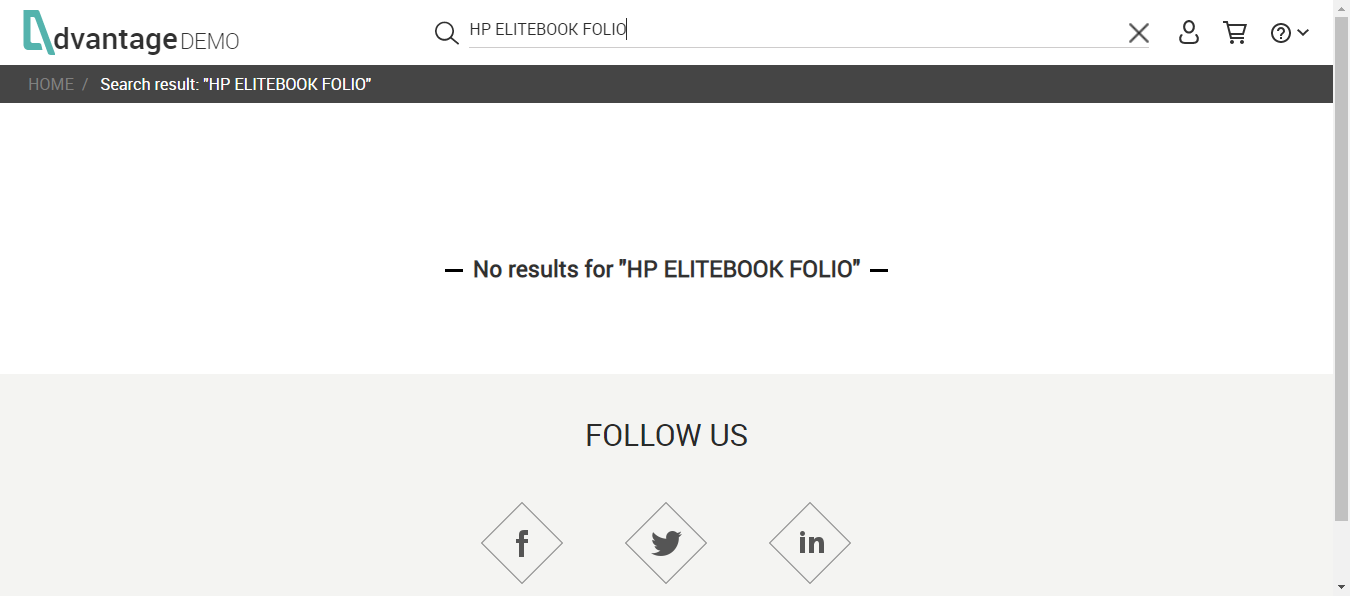 dvantage DEMO
HP ELITEBOOK FOLIO
HOME / Search result: "HP ELITEBOOK FOLIO"
No results for "HP ELITEBOOK FOLIO"
FOLLOW US
f
in